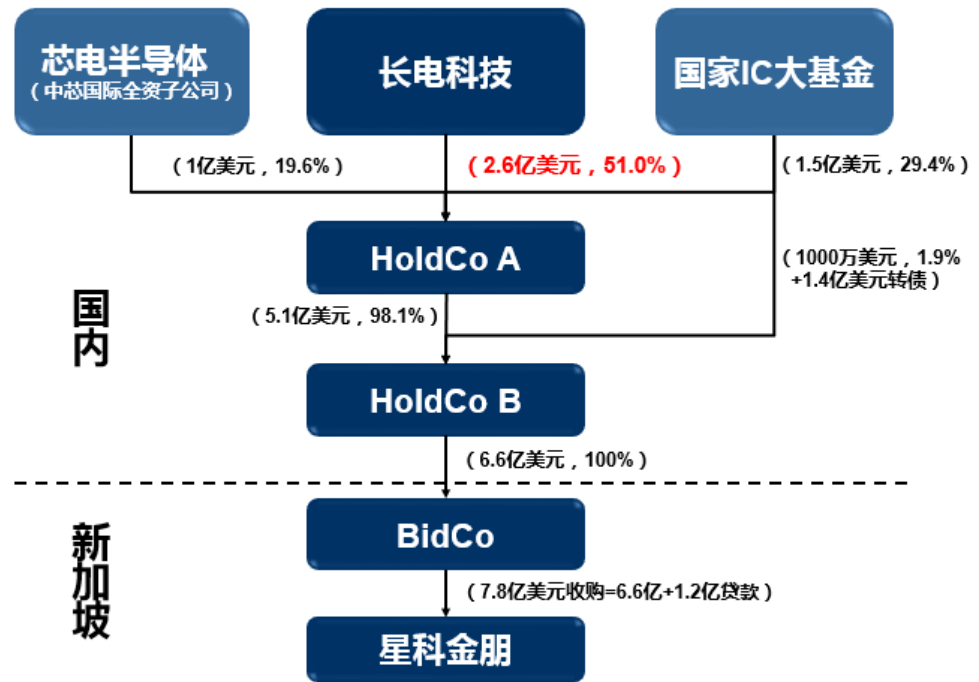 芯电半导体
（中芯国际全资子公司）
长电科技
国家IC大基金
（1亿美元，19.6%）
（2.6亿美元，51.0%）
（1.5亿美元，29.4%）
HoldCo A
（1000万美元，1.9%
+1.4亿美元转债）
国内
（5.1亿美元，98.1%）
HoldCo B
（6.6亿美元，100%）
新加坡
BidCo
（7.8亿美元收购=6.6亿+1.2亿贷款）
星科金朋